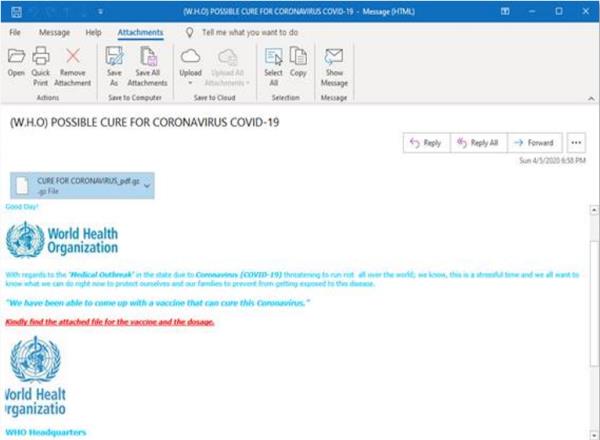 (W.H.O) POSSIBLE CURE FOR CORONAVIRUS COVID-19 - Message (HTML)
File Message Help Attachments Tell me what you want to do
Open Quick Print Remove Attachment Save As Save All Attachments Upload Upload All Attachments Select All Copy Show Message
Actions Save to Computer Save to Cloud Selection Message
(W.H.O) POSSIBLE CURE FOR CORONAVIRUS COVID-19
Reply Reply All Forward ...
Sun 4/5/2020 6:58 PM
CURE FOR CORONAVIRUS_pdf.gz
.gz File
Good Day!
World Health
Organization
With regards to the "Medical Outbreak" in the state due to Coronavirus (COVID-19) threatening to run riot all over the world; we know, this is a stressful time and we all want to
know what we can do right now to protect ourselves and our families to prevent from getting exposed to this disease.
"We have been able to come up with a vaccine that can cure this Coronavirus."
Kindly find the attached file for the vaccine and the dosage.
World Healt
rganizatio
WHO Headquarters